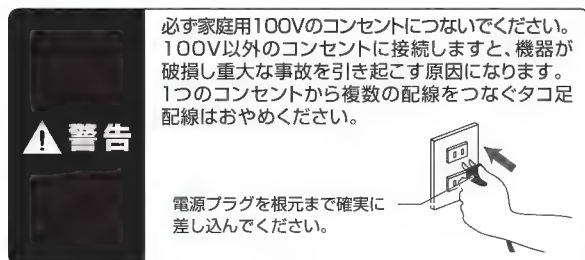 必ず家庭用100Vのコンセントにつないでください。
100V以外のコンセントに接続しますと、機器が
破損し重大な事故を引き起こす原因になります。
1つのコンセントから複数の配線をつなぐタコ足
配線はおやめください。
警告
電源プラグを根元まで確実に
差し込んでください。